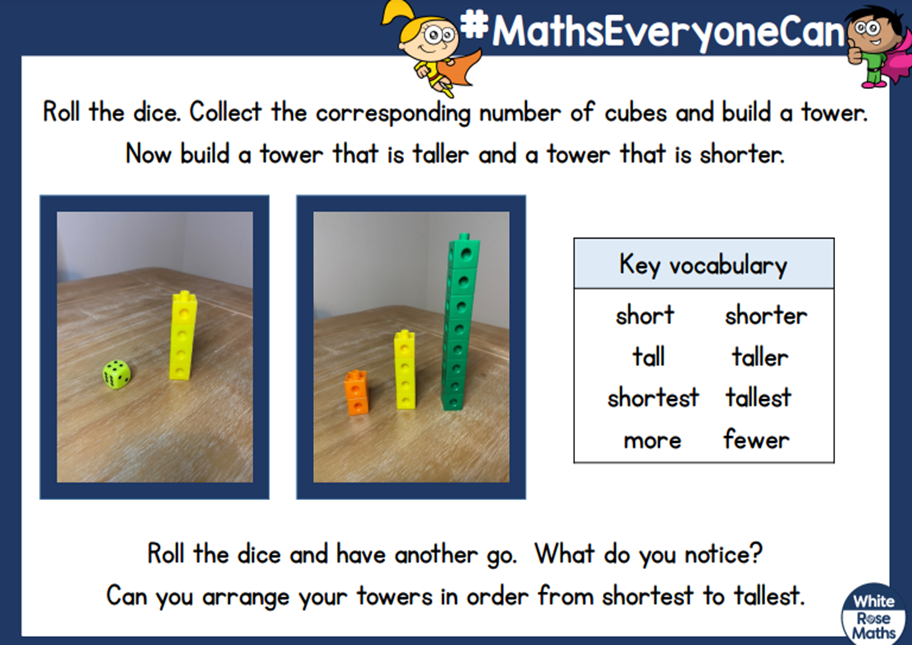 #MathsEveryoneCan
Roll the dice. Collect the corresponding number of cubes and build a tower.
Now build a tower that is taller and a tower that is shorter.
Key vocabulary
short shorter
tall taller
shortest tallest
more fewer
Roll the dice and have another go. What do you notice?
Can you arrange your towers in order from shortest to tallest.
White
Rose
Maths